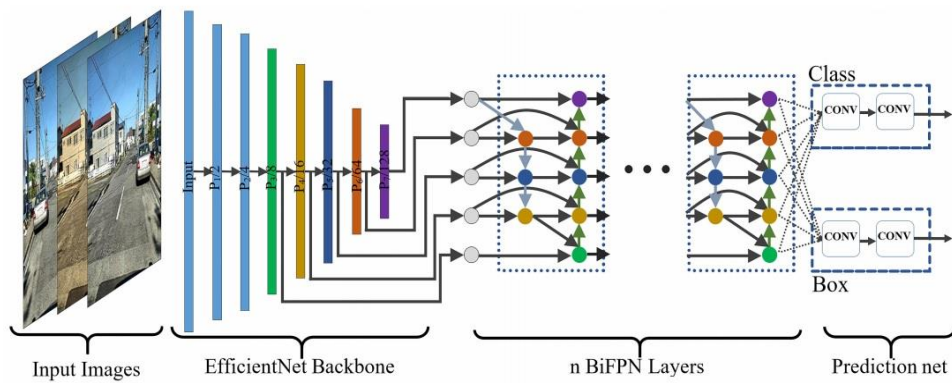 Input
P1/2
P2/4
P3/8
P4/16
P5/32
P6/64
P7/128
Class
CONV
CONV
CONV
CONV
Box
Input Images
EfficientNet Backbone
n BiFPN Layers
Prediction net